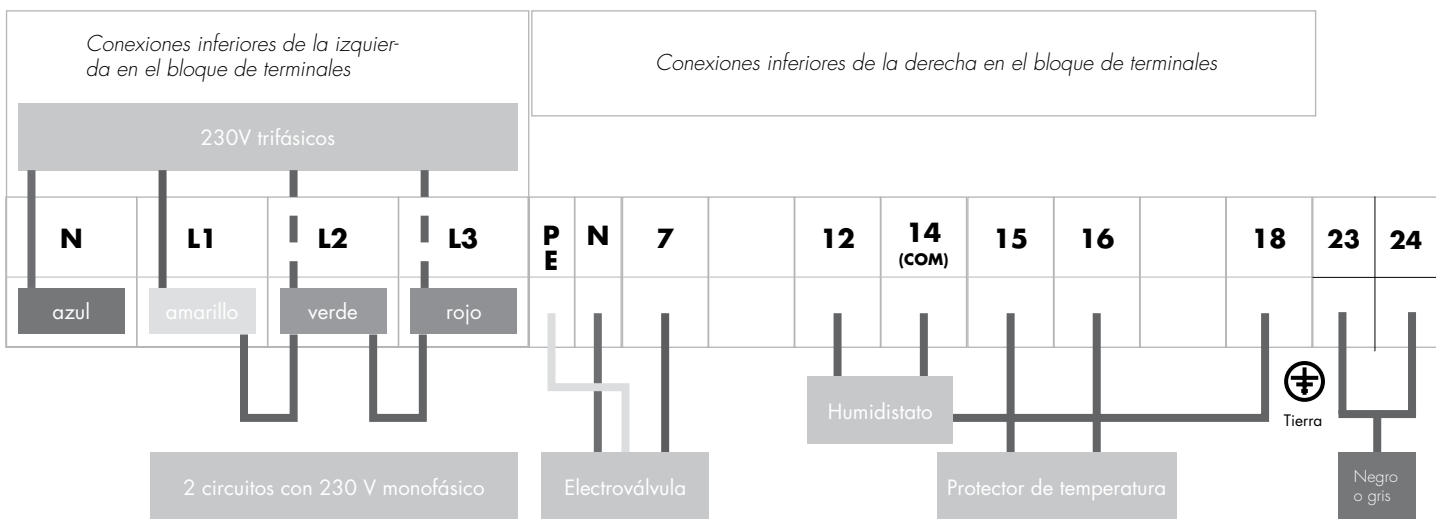 Conexiones inferiores de la izquier-
da en el bloque de terminales
Conexiones inferiores de la derecha en el bloque de terminales
230V trifásicos
N
L1
L2
L3
P
E
N
7
12
14
(COM)
15
16
18
23
24
azul
amarillo
verde
rojo
Humidistato
Tierra
2 circuitos con 230 V monofásico
Electroválvula
Protector de temperatura
Negro
o gris